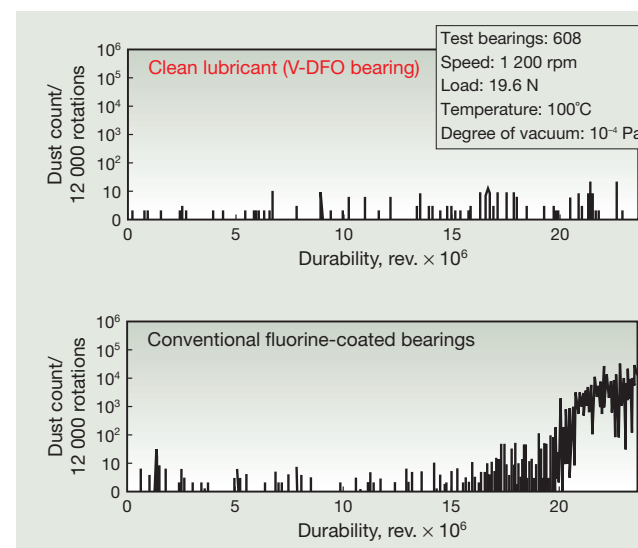 Dust count/
12 000 rotations
10⁶
10⁵
10⁴
10³
10²
10
0
Clean lubricant (V-DFO bearing)
Test bearings: 608
Speed: 1 200 rpm
Load: 19.6 N
Temperature: 100°C
Degree of vacuum: 10⁻⁴ Pa
0 5 10 15 20
Durability, rev. × 10⁶
Dust count/
12 000 rotations
10⁶
10⁵
10⁴
10³
10²
10
0
Conventional fluorine-coated bearings
0 5 10 15 20
Durability, rev. × 10⁶